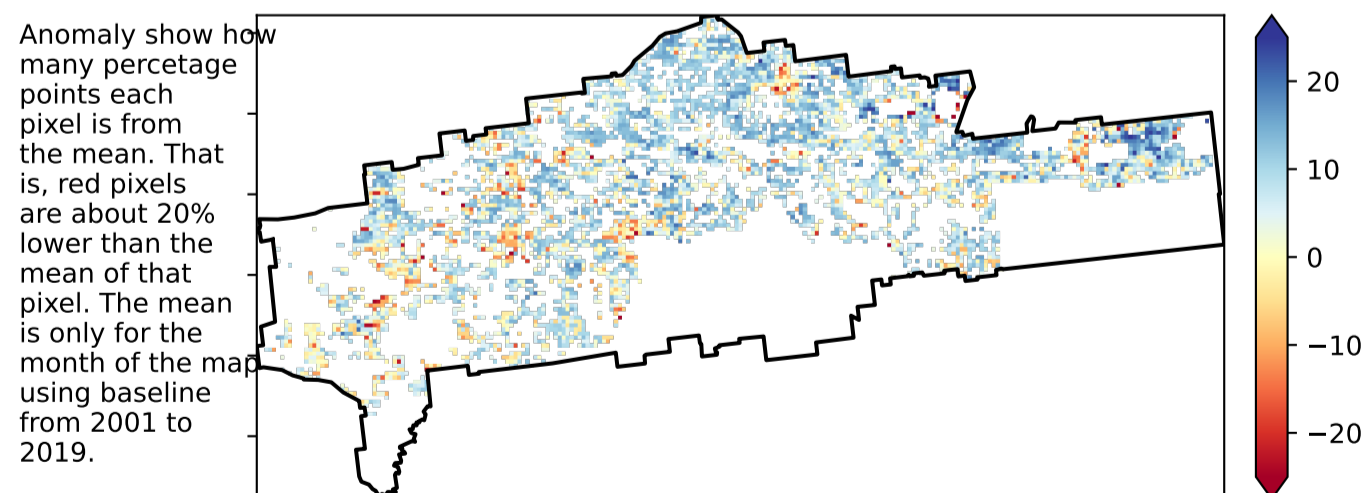 Anomaly show how
many percetage
points each
pixel is from
the mean. That
is, red pixels
are about 20%
lower than the
mean of that
pixel. The mean
is only for the
month of the map
using baseline
from 2001 to
2019.
20
10
0
−10
−20